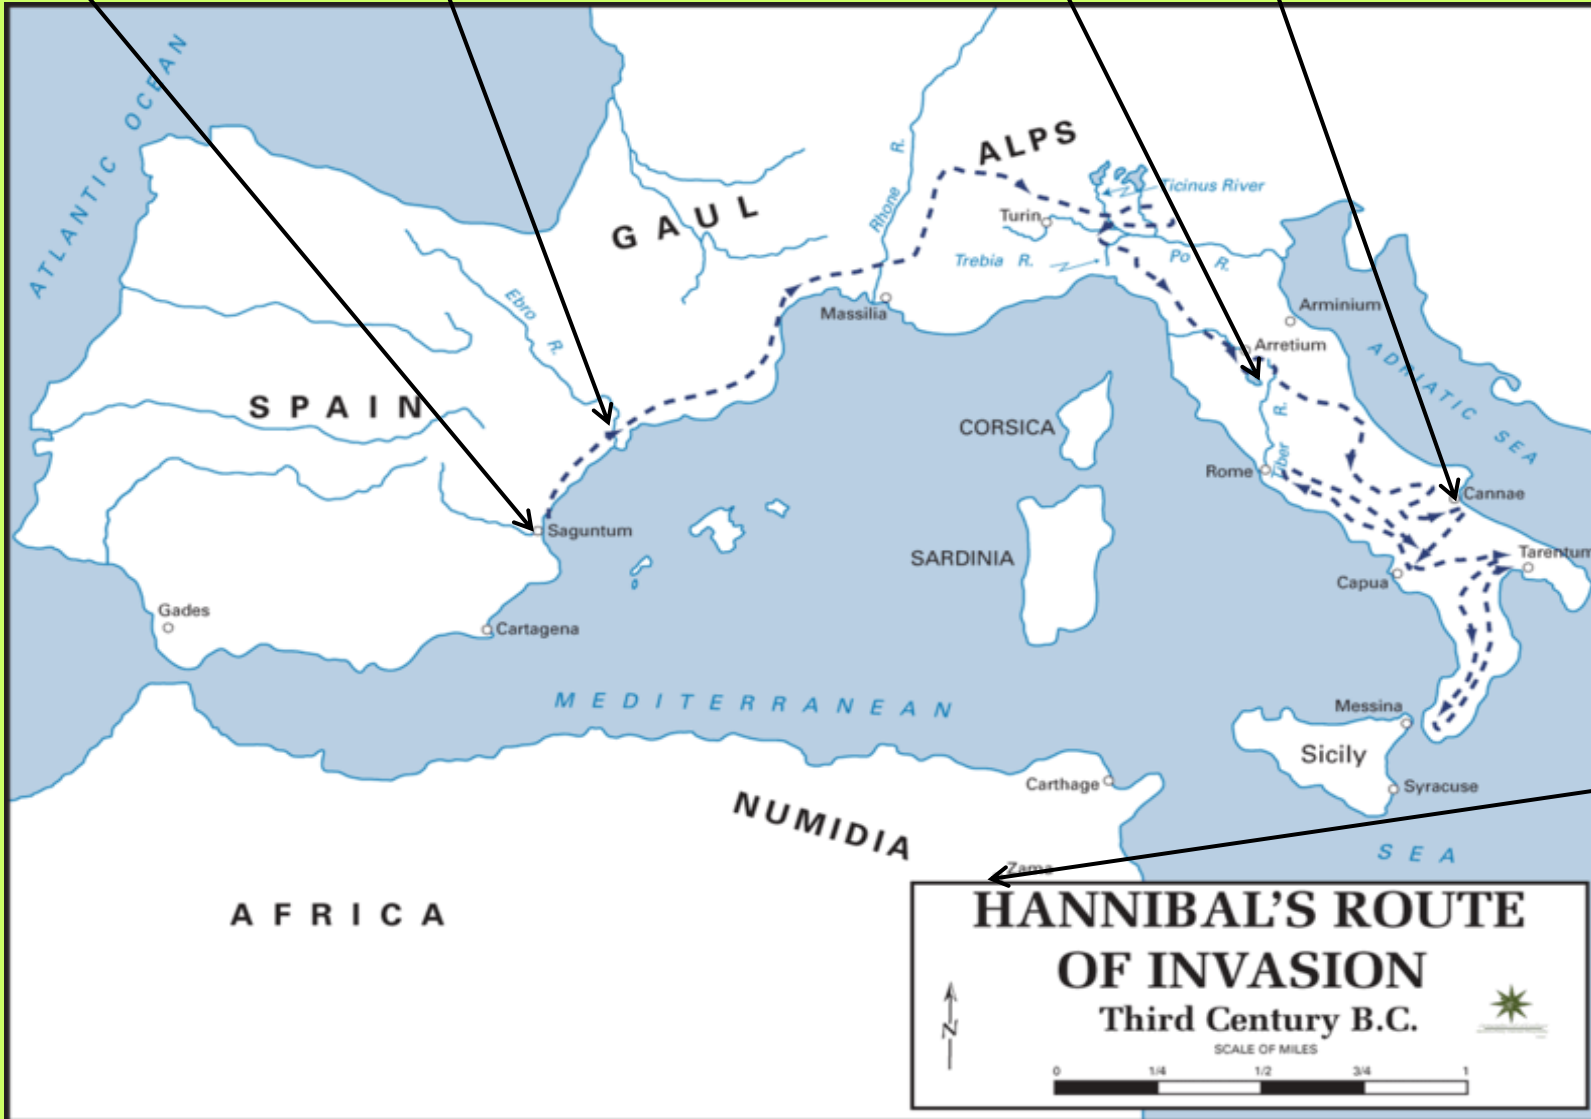 ATLANTIC OCEAN
ALPS
Ticinus River
Rhone R.
GAUL
Turin
Trebia R.
Po R.
Ebro R.
Massilia
Arminium
Arretium
ADRIATIC SEA
SPAIN
CORSICA
R.
Tiber
Rome
Cannae
Saguntum
SARDINIA
Tarentum
Capua
Gades
Cartagena
MEDITERRANEAN
Messina
Sicily
Carthage
Syracuse
NUMIDIA
SEA
Zama
AFRICA
HANNIBAL'S ROUTE
OF INVASION
Third Century B.C.
N
SCALE OF MILES
0 1/4 1/2 3/4 1